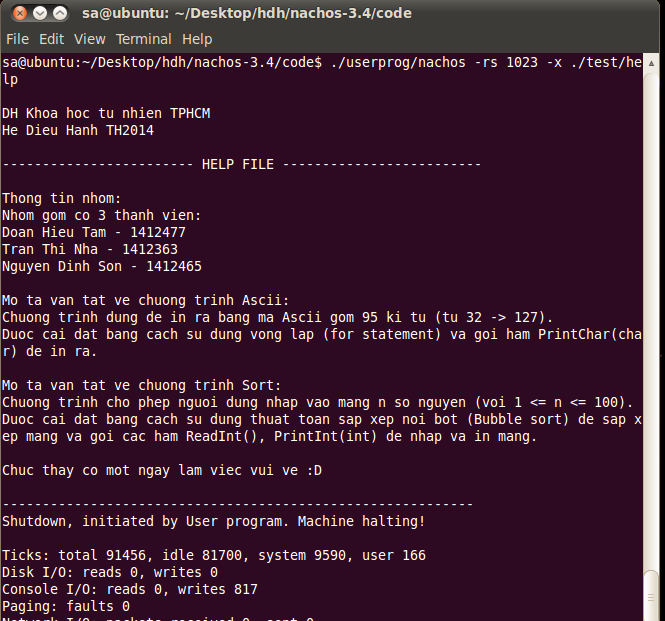 sa@ubuntu: ~/Desktop/hdh/nachos-3.4/code
File Edit View Terminal Help
sa@ubuntu:~/Desktop/hdh/nachos-3.4/code$ ./userprog/nachos -rs 1023 -x ./test/he
lp
DH Khoa hoc tu nhien TPHCM
He Dieu Hanh TH2014
------------------------ HELP FILE -------------------------
Thong tin nhom:
Nhom gom co 3 thanh vien:
Doan Hieu Tam - 1412477
Tran Thi Nha - 1412363
Nguyen Dinh Son - 1412465
Mo ta van tat ve chuong trinh Ascii:
Chuong trinh dung de in ra bang ma Ascii gom 95 ki tu (tu 32 -> 127).
Duoc cai dat bang cach su dung vong lap (for statement) va goi ham PrintChar(cha
r) de in ra.
Mo ta van tat ve chuong trinh Sort:
Chuong trinh cho phep nguoi dung nhap vao mang n so nguyen (voi 1 <= n <= 100).
Duoc cai dat bang cach su dung thuat toan sap xep noi bot (Bubble sort) de sap x
ep mang va goi cac ham ReadInt(), PrintInt(int) de nhap va in mang.
Chuc thay co mot ngay lam viec vui ve :D
-----------------------------------------------------------
Shutdown, initiated by User program. Machine halting!
Ticks: total 91456, idle 81700, system 9590, user 166
Disk I/O: reads 0, writes 0
Console I/O: reads 0, writes 817
Paging: faults 0
Network I/O: packets received 0, sent 0